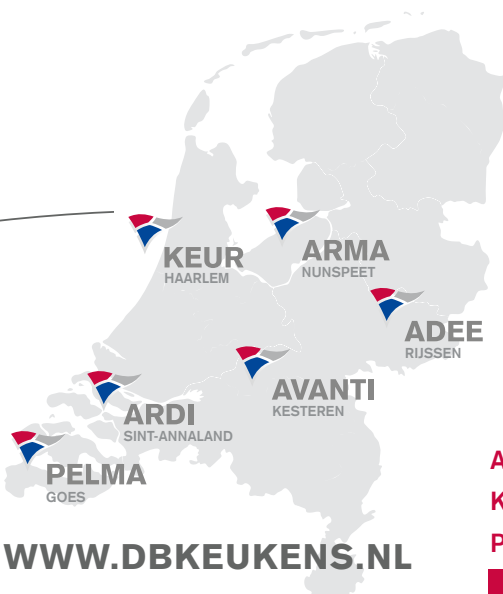 KEUR
HAARLEM
ARMA
NUNSPEET
ADEE
RIJSSEN
AVANTI
KESTEREN
ARDI
SINT-ANNALAND
PELMA
GOES
A
K
P
WWW.DBKEUKENS.NL